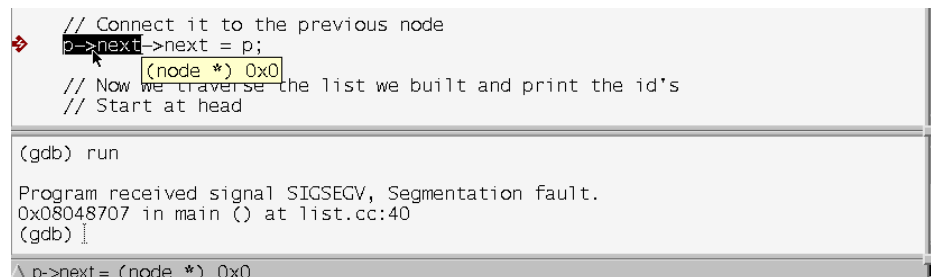 // Connect it to the previous node
p->next->next = p;
(node *) 0x0
// Now we traverse the list we built and print the id's
// Start at head
(gdb) run
Program received signal SIGSEGV, Segmentation fault.
0x08048707 in main () at list.cc:40
(gdb)
p->next = (node *) 0x0